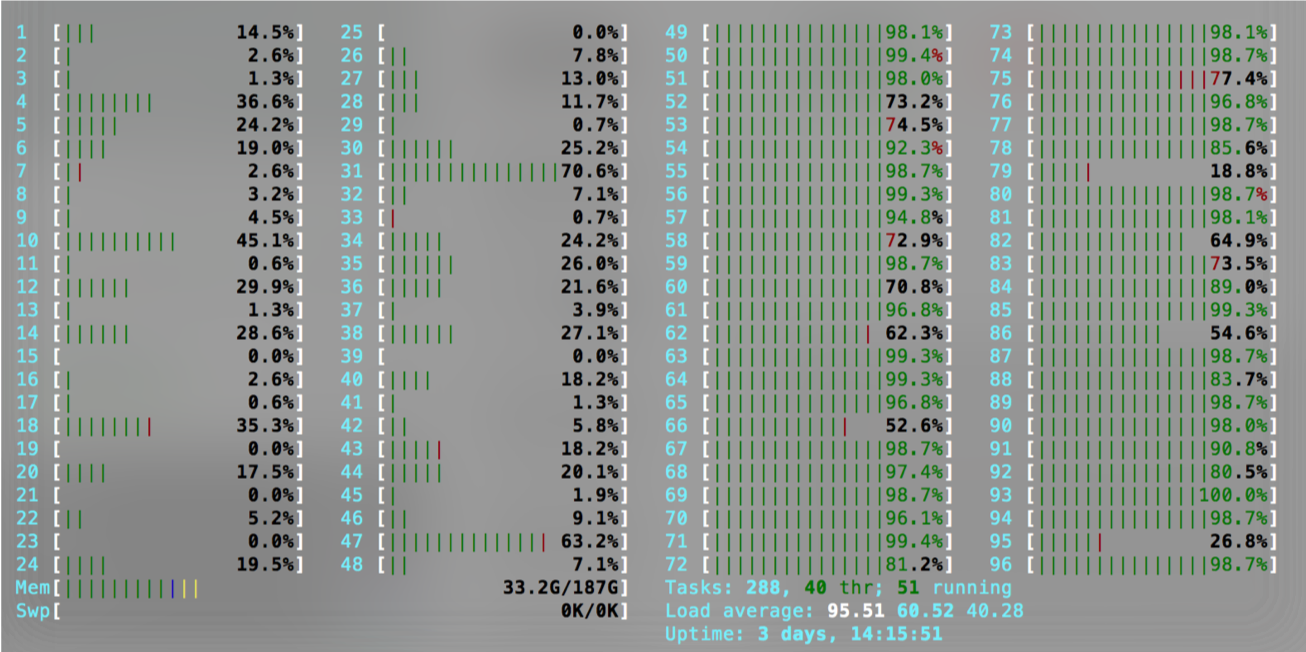 1 [||| 14.5%] 25 [ 0.0%] 49 [||||||||||||||| 98.1%] 73 [||||||||||||||| 98.1%]
2 [| 2.6%] 26 [|| 7.8%] 50 [||||||||||||||| 99.4%] 74 [||||||||||||||| 98.7%]
3 [| 1.3%] 27 [||| 13.0%] 51 [||||||||||||||| 98.0%] 75 [||||||||||||||| 77.4%]
4 [|||||||| 36.6%] 28 [||| 11.7%] 52 [||||||||||||||| 73.2%] 76 [||||||||||||||| 96.8%]
5 [||||| 24.2%] 29 [| 0.7%] 53 [||||||||||||||| 74.5%] 77 [||||||||||||||| 98.7%]
6 [|||| 19.0%] 30 [|||||| 25.2%] 54 [||||||||||||||| 92.3%] 78 [||||||||||||||| 85.6%]
7 [|| 2.6%] 31 [||||||||||||||| 70.6%] 55 [||||||||||||||| 98.7%] 79 [||||| 18.8%]
8 [| 3.2%] 32 [|| 7.1%] 56 [||||||||||||||| 99.3%] 80 [||||||||||||||| 98.7%]
9 [| 4.5%] 33 [| 0.7%] 57 [||||||||||||||| 94.8%] 81 [||||||||||||||| 98.1%]
10 [|||||||||| 45.1%] 34 [||||| 24.2%] 58 [||||||||||||||| 72.9%] 82 [||||||||||||| 64.9%]
11 [| 0.6%] 35 [|||||| 26.0%] 59 [||||||||||||||| 98.7%] 83 [||||||||||||||| 73.5%]
12 [|||||| 29.9%] 36 [||||| 21.6%] 60 [||||||||||||||| 70.8%] 84 [||||||||||||||| 89.0%]
13 [| 1.3%] 37 [| 3.9%] 61 [||||||||||||||| 96.8%] 85 [||||||||||||||| 99.3%]
14 [|||||| 28.6%] 38 [|||||| 27.1%] 62 [|||||||||||||| 62.3%] 86 [||||||||||| 54.6%]
15 [ 0.0%] 39 [ 0.0%] 63 [||||||||||||||| 99.3%] 87 [||||||||||||||| 98.7%]
16 [| 2.6%] 40 [|||| 18.2%] 64 [||||||||||||||| 99.3%] 88 [||||||||||||||| 83.7%]
17 [| 0.6%] 41 [| 1.3%] 65 [||||||||||||||| 96.8%] 89 [||||||||||||||| 98.7%]
18 [|||||||| 35.3%] 42 [|| 5.8%] 66 [|||||||||||| 52.6%] 90 [||||||||||||||| 98.0%]
19 [ 0.0%] 43 [||||| 18.2%] 67 [||||||||||||||| 98.7%] 91 [||||||||||||||| 90.8%]
20 [|||| 17.5%] 44 [||||| 20.1%] 68 [||||||||||||||| 97.4%] 92 [||||||||||||||| 80.5%]
21 [ 0.0%] 45 [| 1.9%] 69 [||||||||||||||| 98.7%] 93 [||||||||||||||100.0%]
22 [|| 5.2%] 46 [|| 9.1%] 70 [||||||||||||||| 96.1%] 94 [||||||||||||||| 98.7%]
23 [ 0.0%] 47 [|||||||||||||| 63.2%] 71 [||||||||||||||| 99.4%] 95 [|||||| 26.8%]
24 [|||| 19.5%] 48 [|| 7.1%] 72 [||||||||||||||| 81.2%] 96 [||||||||||||||| 98.7%]
Mem[|||||||||||| 33.2G/187G] Tasks: 288, 40 thr; 51 running
Swp[ 0K/0K] Load average: 95.51 60.52 40.28
Uptime: 3 days, 14:15:51